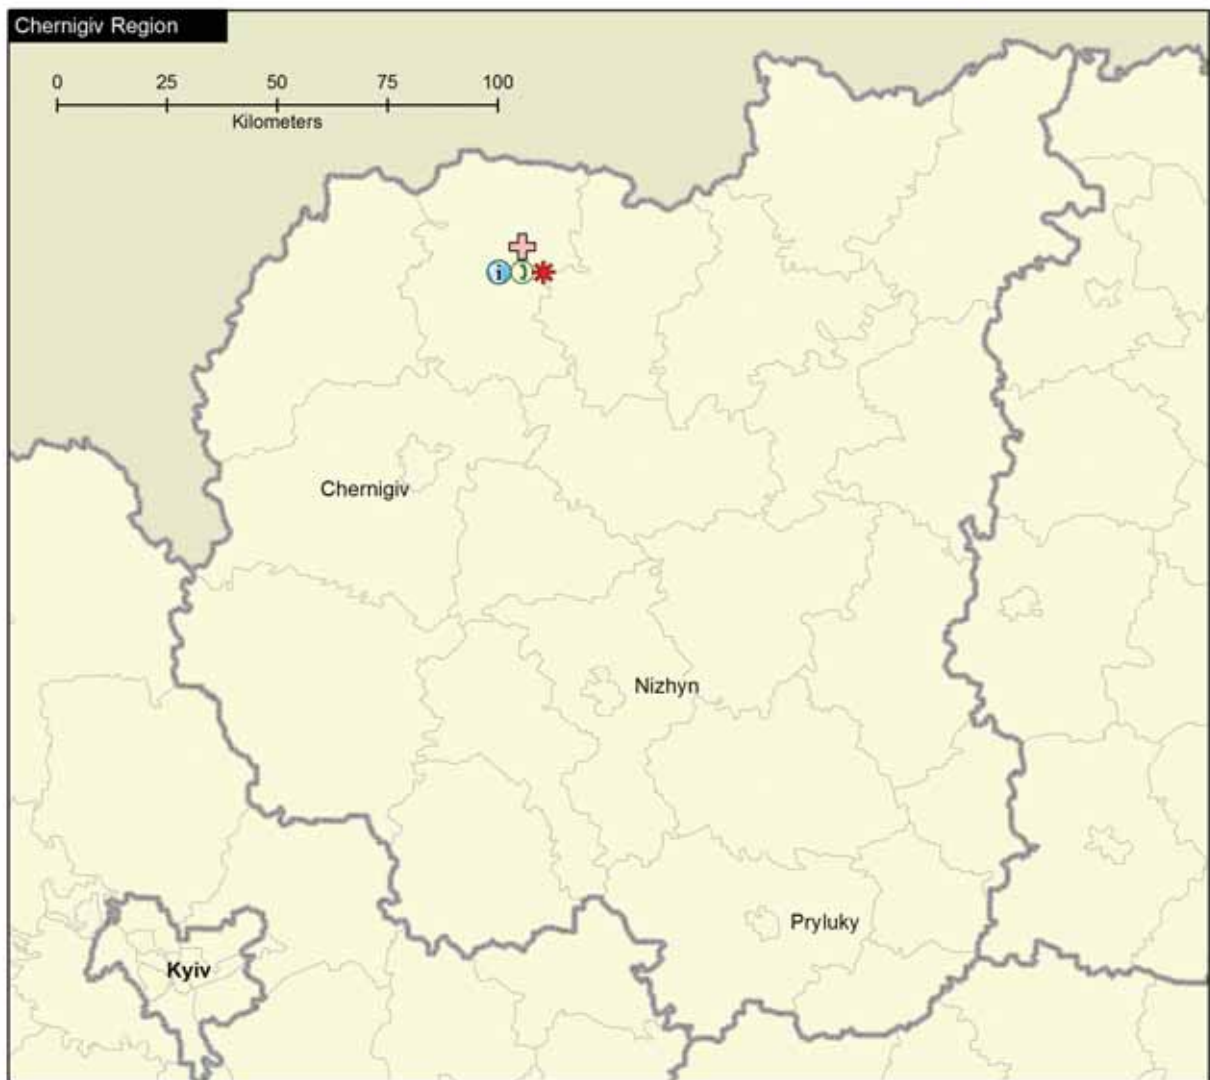 Chernigiv Region
0 25 50 75 100
Kilometers
i
Chernigiv
Nizhyn
Pryluky
Kyiv